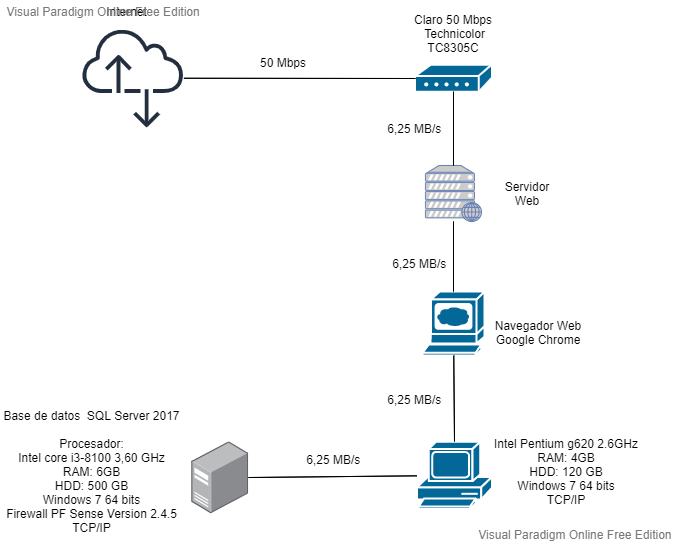 Visual Paradigm Online Free Edition
Internet
Claro 50 Mbps
Technicolor
TC8305C
50 Mbps
6,25 MB/s
Servidor
Web
6,25 MB/s
Navegador Web
Google Chrome
6,25 MB/s
Base de datos  SQL Server 2017
Procesador:
Intel core i3-8100 3,60 GHz
RAM: 6GB
HDD: 500 GB
Windows 7 64 bits
Firewall PF Sense Version 2.4.5
TCP/IP
6,25 MB/s
Intel Pentium g620 2.6GHz
RAM: 4GB
HDD: 120 GB
Windows 7 64 bits
TCP/IP
Visual Paradigm Online Free Edition